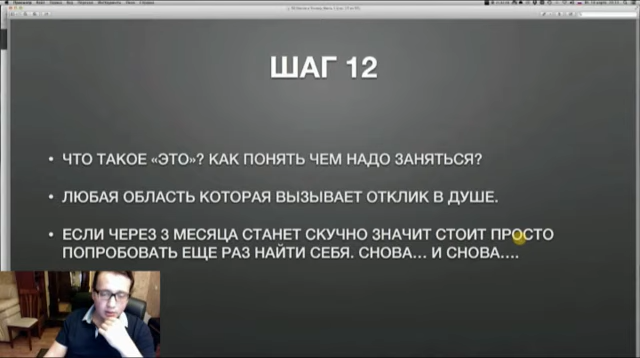 ШАГ 12
• ЧТО ТАКОЕ «ЭТО»? КАК ПОНЯТЬ ЧЕМ НАДО ЗАНЯТЬСЯ?
• ЛЮБАЯ ОБЛАСТЬ КОТОРАЯ ВЫЗЫВАЕТ ОТКЛИК В ДУШЕ.
• ЕСЛИ ЧЕРЕЗ 3 МЕСЯЦА СТАНЕТ СКУЧНО ЗНАЧИТ СТОИТ ПРОСТО
ПОПРОБОВАТЬ ЕЩЕ РАЗ НАЙТИ СЕБЯ. СНОВА... И СНОВА....